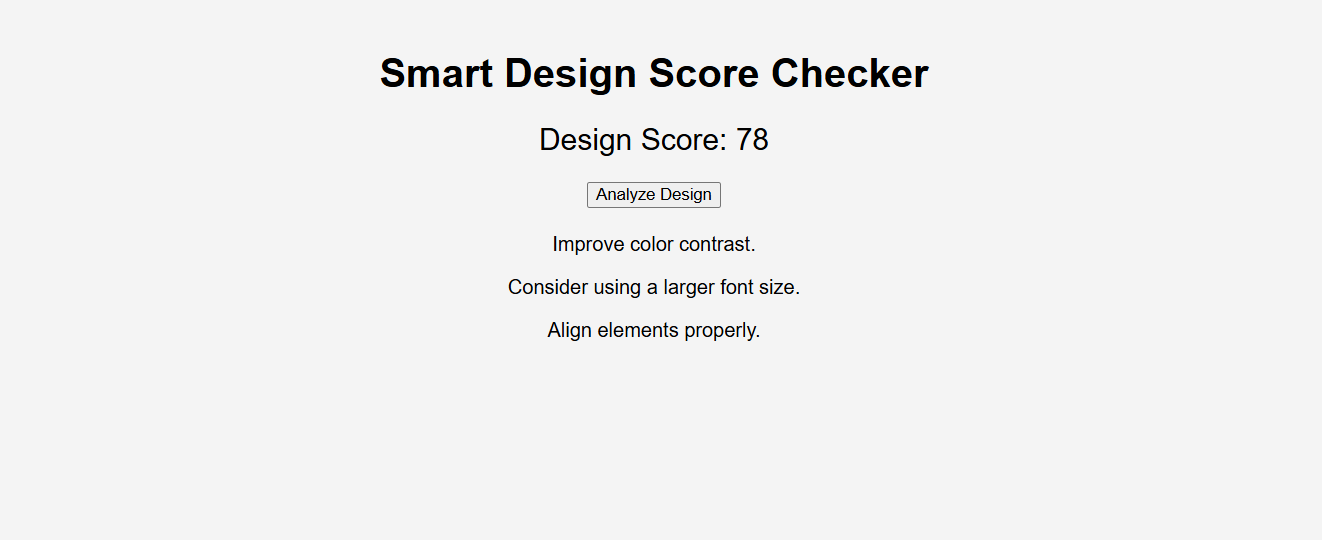 Smart Design Score Checker
Design Score: 78
Analyze Design
Improve color contrast.
Consider using a larger font size.
Align elements properly.